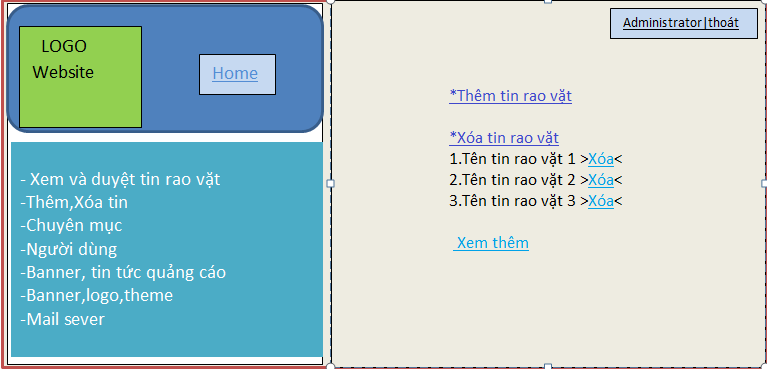 LOGO
Website
Home
- Xem và duyệt tin rao vặt
-Thêm,Xóa tin
-Chuyên mục
-Người dùng
-Banner, tin tức quảng cáo
-Banner,logo,theme
-Mail sever
Administrator|thoát
*Thêm tin rao vặt
*Xóa tin rao vặt
1.Tên tin rao vặt 1 >Xóa<
2.Tên tin rao vặt 2 >Xóa<
3.Tên tin rao vặt 3 >Xóa<
Xem thêm